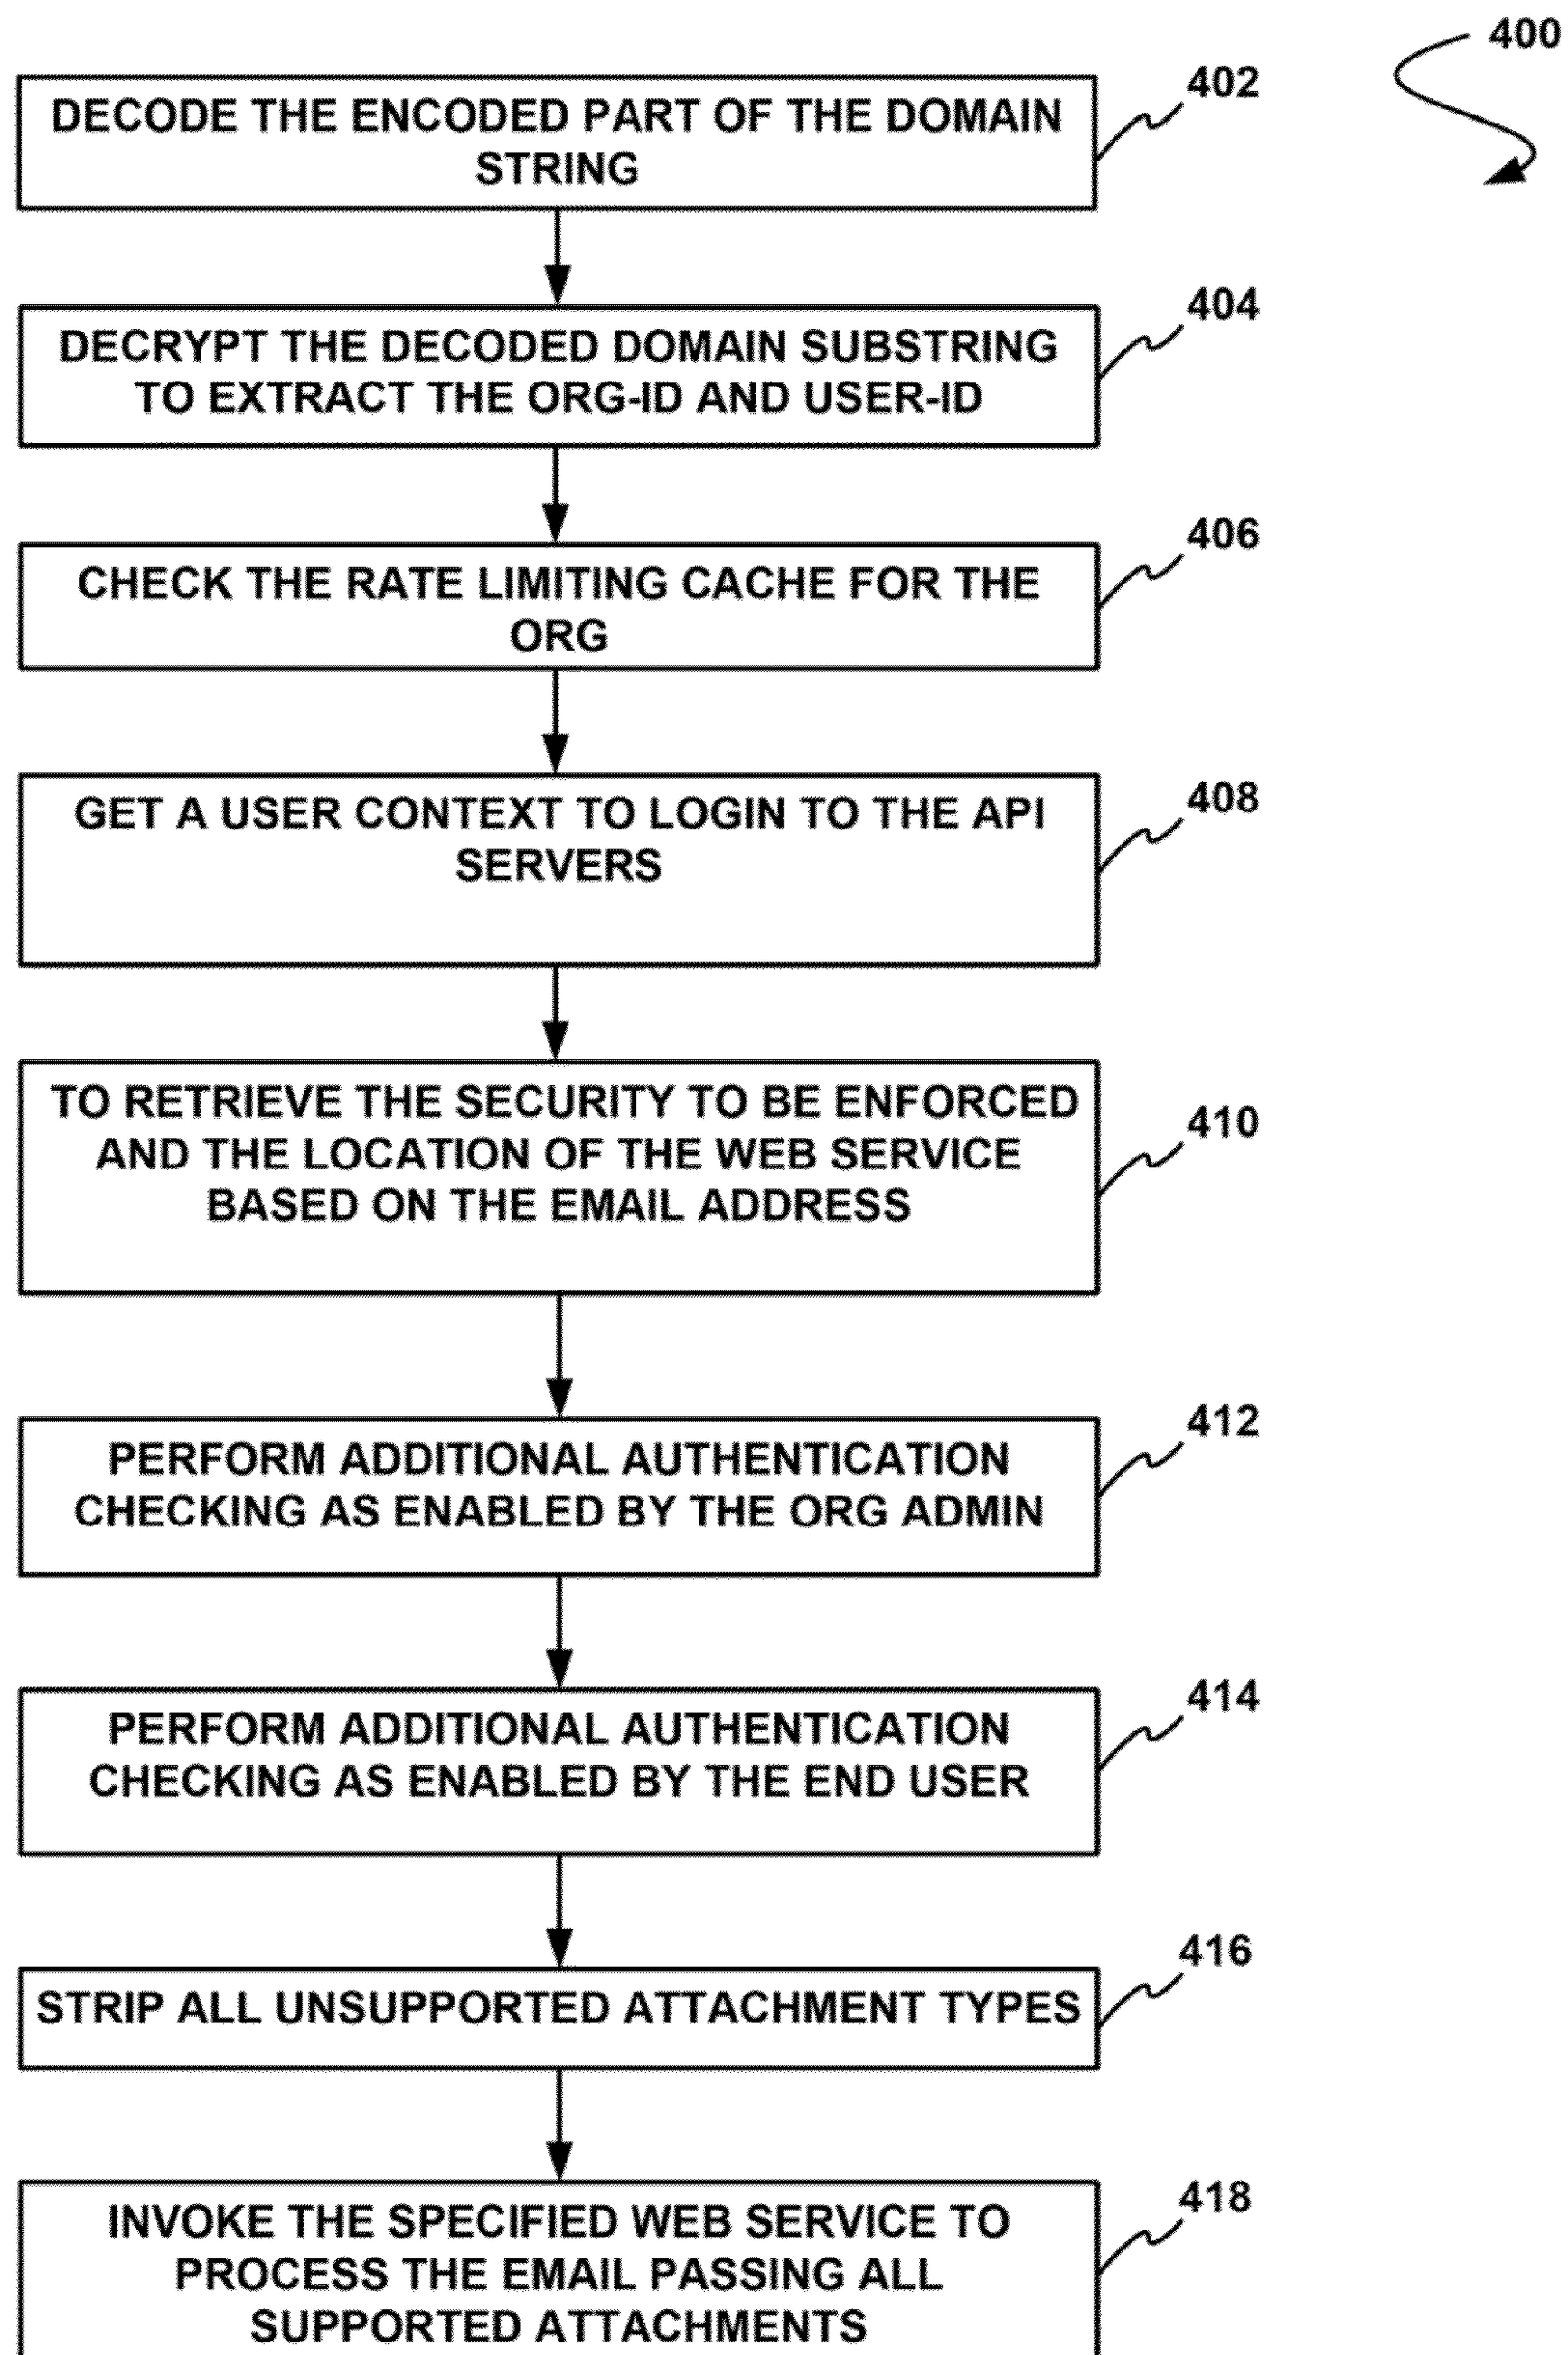 400
402
DECODE THE ENCODED PART OF THE DOMAIN
STRING
404
DECRYPT THE DECODED DOMAIN SUBSTRING
TO EXTRACT THE ORG-ID AND USER-ID
406
CHECK THE RATE LIMITING CACHE FOR THE
ORG
408
GET A USER CONTEXT TO LOGIN TO THE API
SERVERS
410
TO RETRIEVE THE SECURITY TO BE ENFORCED
AND THE LOCATION OF THE WEB SERVICE
BASED ON THE EMAIL ADDRESS
412
PERFORM ADDITIONAL AUTHENTICATION
CHECKING AS ENABLED BY THE ORG ADMIN
414
PERFORM ADDITIONAL AUTHENTICATION
CHECKING AS ENABLED BY THE END USER
416
STRIP ALL UNSUPPORTED ATTACHMENT TYPES
418
INVOKE THE SPECIFIED WEB SERVICE TO
PROCESS THE EMAIL PASSING ALL
SUPPORTED ATTACHMENTS